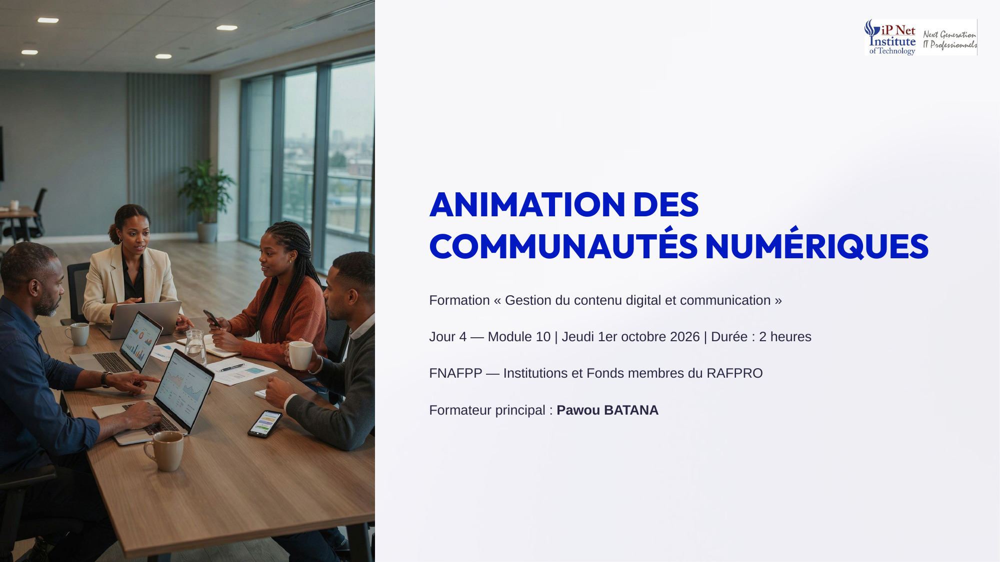 iP Net
Institute
of Technology
Next Generation
IT Professionnels
ANIMATION DES
COMMUNAUTÉS NUMÉRIQUES
Formation « Gestion du contenu digital et communication »
Jour 4 — Module 10 | Jeudi 1er octobre 2026 | Durée : 2 heures
FNAFPP — Institutions et Fonds membres du RAFPRO
Formateur principal : Pawou BATANA